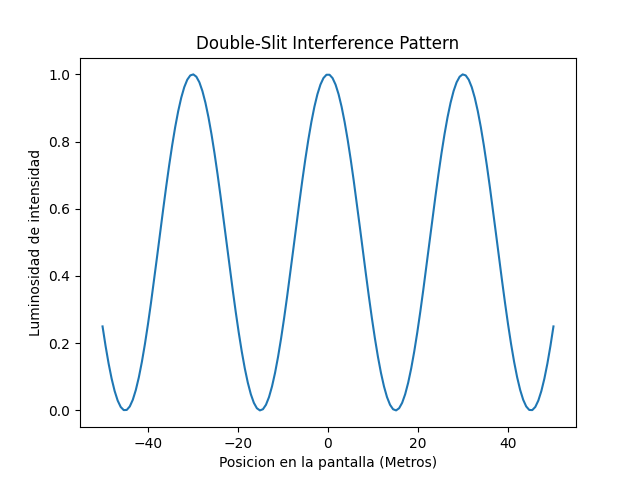 Double-Slit Interference Pattern
Luminosidad de intensidad
1.0
0.8
0.6
0.4
0.2
0.0
−40 −20 0 20 40
Posicion en la pantalla (Metros)